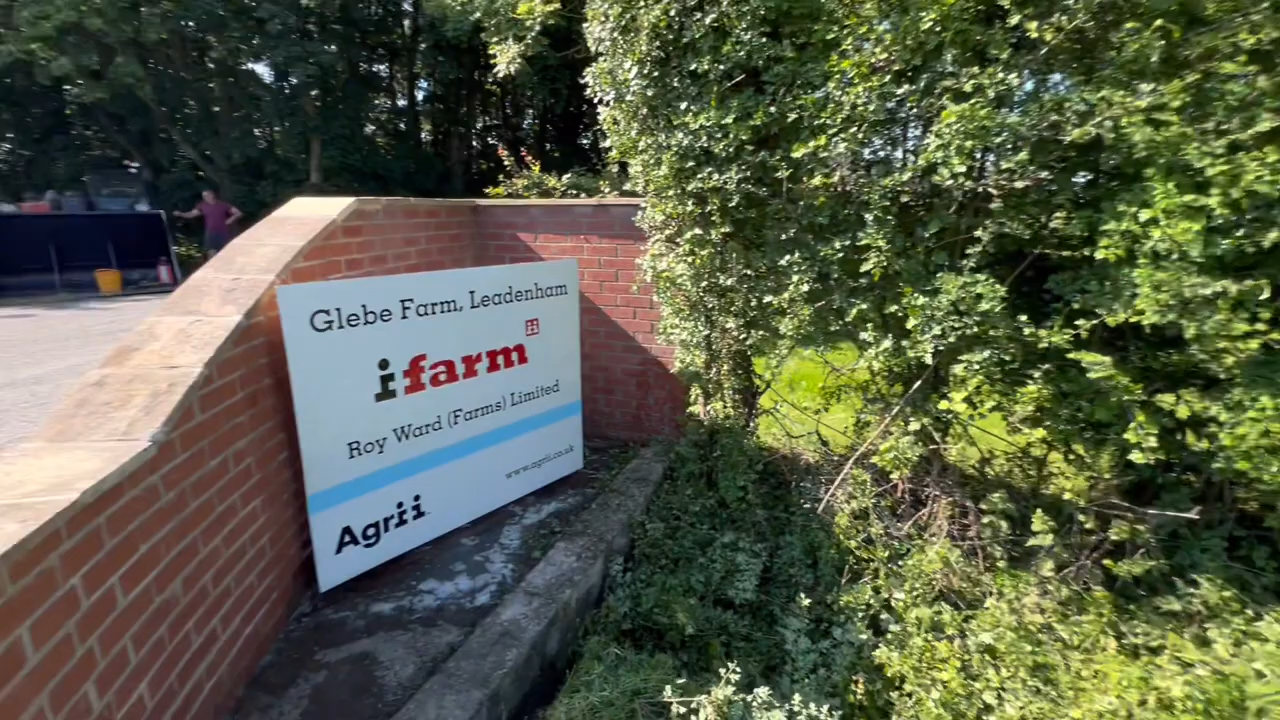 Glebe Farm, Leadenham
ifarm
Roy Ward (Farms) Limited
www.agrii.co.uk
Agrii